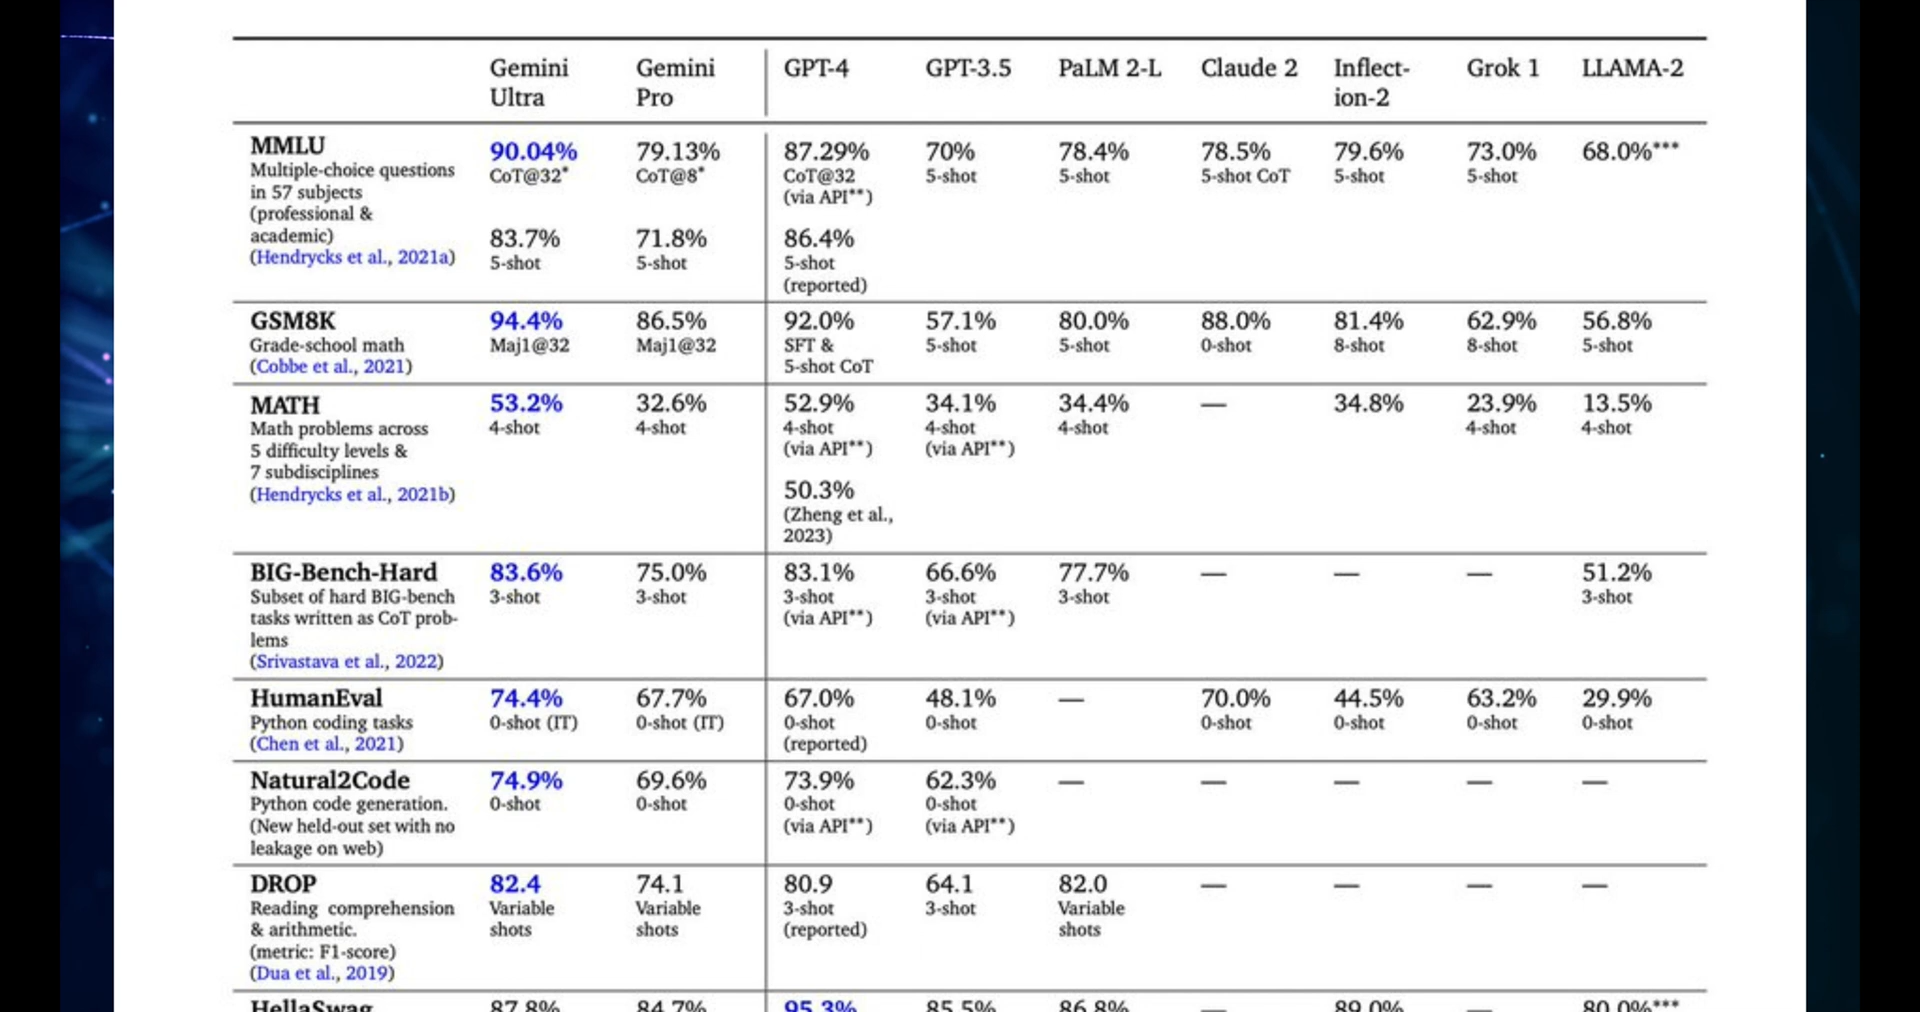 Gemini Ultra	Gemini Pro	GPT-4	GPT-3.5	PaLM 2-L	Claude 2	Inflect-ion-2	Grok 1	LLAMA-2
MMLU	90.04%	79.13%	87.29%	70%	78.4%	78.5%	79.6%	73.0%	68.0%***
Multiple-choice questions	CoT@32*	CoT@8*	CoT@32	5-shot	5-shot	5-shot CoT	5-shot	5-shot
in 57 subjects	(via API**)
(professional &
academic)	83.7%	71.8%	86.4%
(Hendrycks et al., 2021a)	5-shot	5-shot	5-shot
(reported)
GSM8K	94.4%	86.5%	92.0%	57.1%	80.0%	88.0%	81.4%	62.9%	56.8%
Grade-school math	Maj1@32	Maj1@32	SFT &	5-shot	5-shot	0-shot	8-shot	8-shot	5-shot
(Cobbe et al., 2021)	5-shot CoT
MATH	53.2%	32.6%	52.9%	34.1%	34.4%	—	34.8%	23.9%	13.5%
Math problems across	4-shot	4-shot	4-shot	4-shot	4-shot	4-shot	4-shot
5 difficulty levels &	(via API**)	(via API**)
7 subdisciplines
(Hendrycks et al., 2021b)	50.3%
(Zheng et al.,
2023)
BIG-Bench-Hard	83.6%	75.0%	83.1%	66.6%	77.7%	—	—	—	51.2%
Subset of hard BIG-bench	3-shot	3-shot	3-shot	3-shot	3-shot	3-shot
tasks written as CoT prob-	(via API**)	(via API**)
lems
(Srivastava et al., 2022)
HumanEval	74.4%	67.7%	67.0%	48.1%	—	70.0%	44.5%	63.2%	29.9%
Python coding tasks	0-shot (IT)	0-shot (IT)	0-shot	0-shot	0-shot	0-shot	0-shot	0-shot
(Chen et al., 2021)	(reported)
Natural2Code	74.9%	69.6%	73.9%	62.3%	—	—	—	—	—
Python code generation.	0-shot	0-shot	0-shot	0-shot
(New held-out set with no	(via API**)	(via API**)
leakage on web)
DROP	82.4	74.1	80.9	64.1	82.0	—	—	—	—
Reading comprehension	Variable	Variable	3-shot	3-shot	Variable
& arithmetic.	shots	shots	(reported)	shots
(metric: F1-score)
(Dua et al., 2019)
HellaSwag	87.8%	84.7%	95.3%	85.5%	86.8%	—	89.0%	—	80.0%***